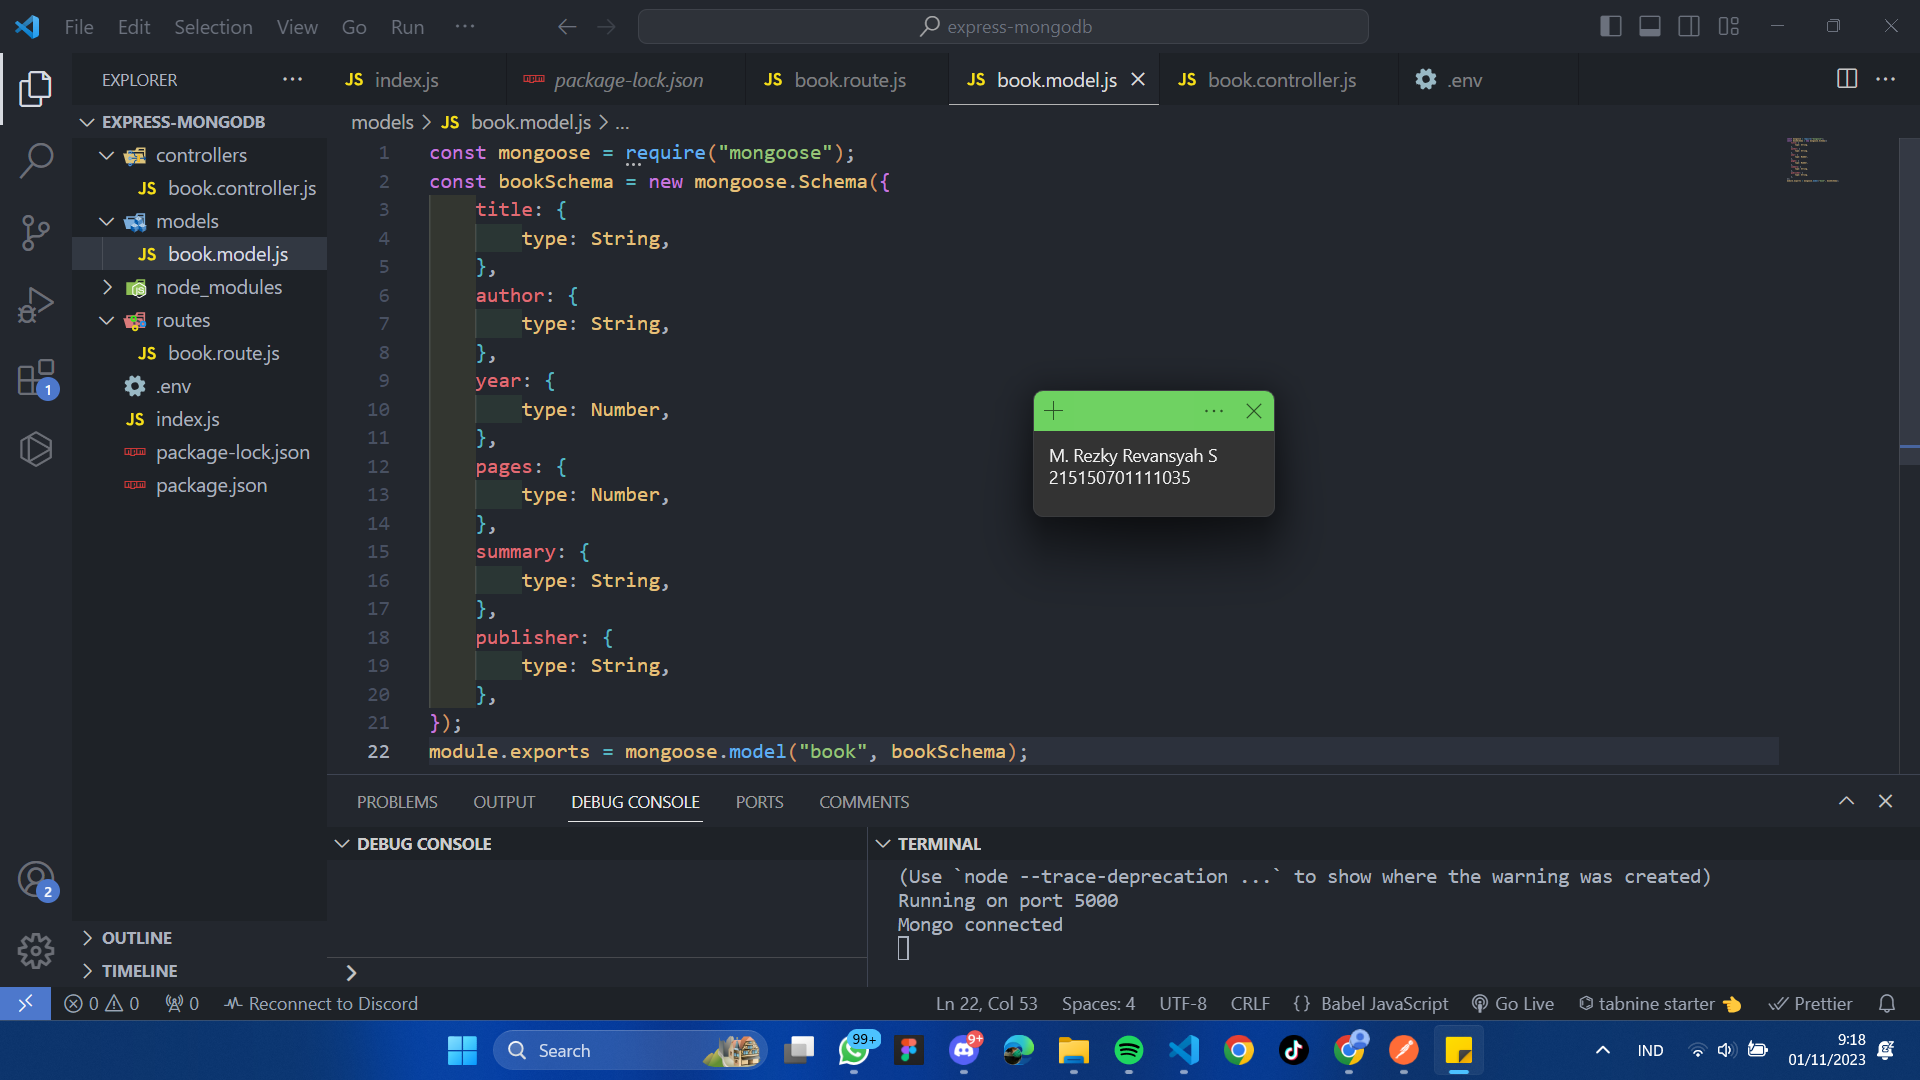 File Edit Selection View Go Run ···
express-mongodb
EXPLORER ···
JS index.js
package-lock.json
JS book.route.js
JS book.model.js
JS book.controller.js
.env
EXPRESS-MONGODB
controllers
JS book.controller.js
models
JS book.model.js
node_modules
routes
JS book.route.js
.env
JS index.js
package-lock.json
package.json
OUTLINE
TIMELINE
1
2
models > JS book.model.js > ...
1 const mongoose = require("mongoose");
2 const bookSchema = new mongoose.Schema({
3 title: {
4 type: String,
5 },
6 author: {
7 type: String,
8 },
9 year: {
10 type: Number,
11 },
12 pages: {
13 type: Number,
14 },
15 summary: {
16 type: String,
17 },
18 publisher: {
19 type: String,
20 },
21 });
22 module.exports = mongoose.model("book", bookSchema);
M. Rezky Revansyah S
215150701111035
PROBLEMS OUTPUT DEBUG CONSOLE PORTS COMMENTS
DEBUG CONSOLE
TERMINAL
(Use `node --trace-deprecation ...` to show where the warning was created)
Running on port 5000
Mongo connected
0 0 0 Reconnect to Discord
Ln 22, Col 53 Spaces: 4 UTF-8 CRLF {} Babel JavaScript Go Live tabnine starter Prettier
Search
99+
9+
IND
9:18
01/11/2023